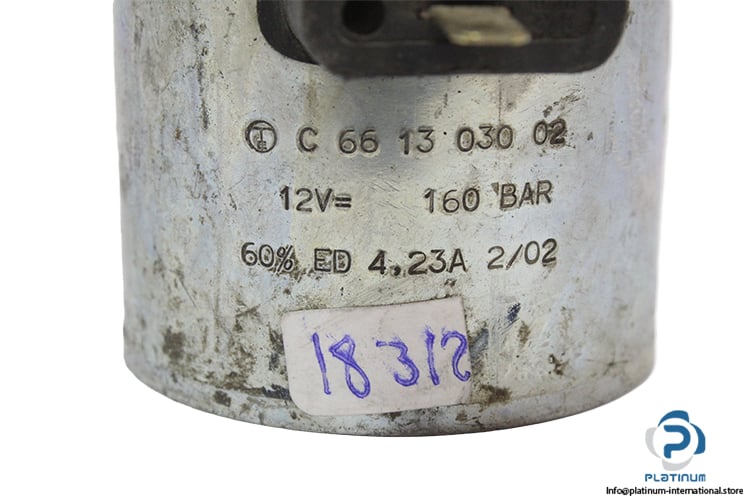 C 66 13 030 02
12V= 160 BAR
60% ED 4,23A 2/02
18312
PLATINUM
Info@platinum-international.store